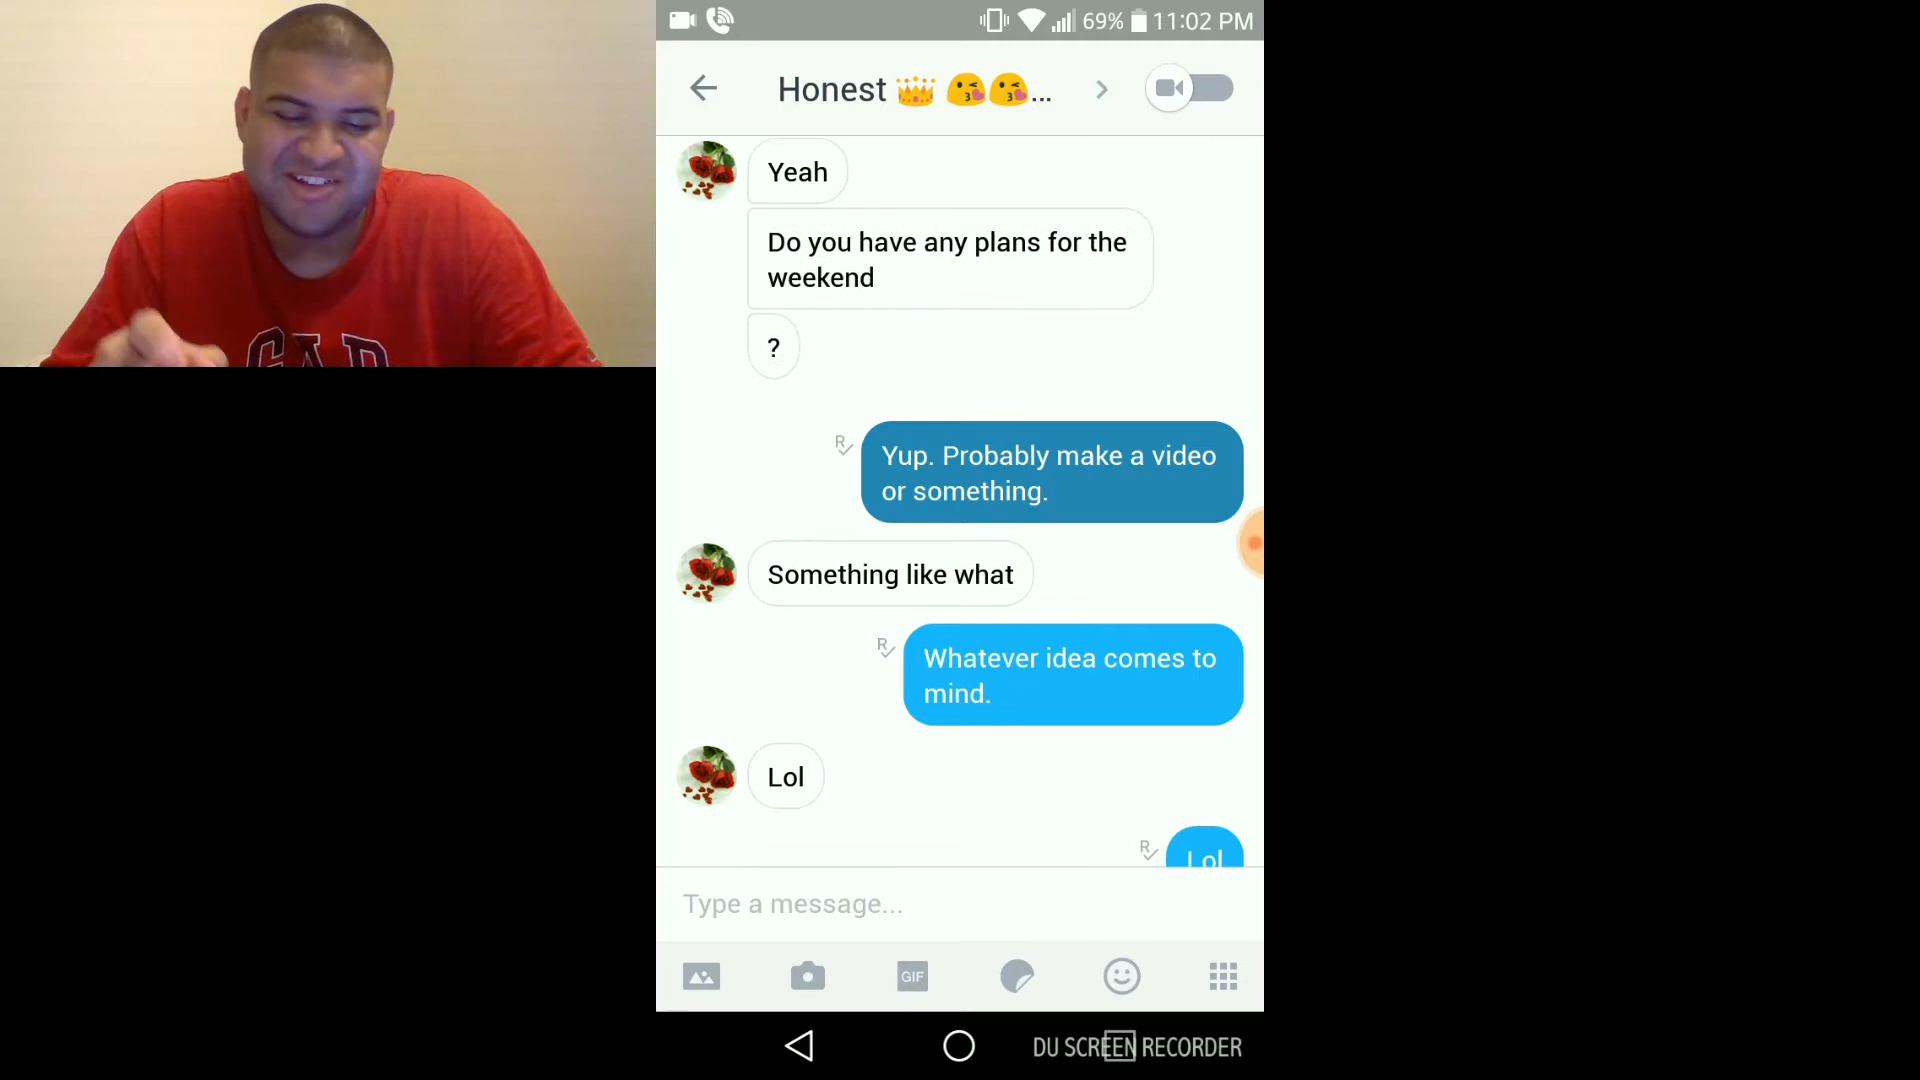 69% 11:02 PM
Honest 👑 😘😘...
Yeah
Do you have any plans for the
weekend
?
R
Yup. Probably make a video
or something.
Something like what
R
Whatever idea comes to
mind.
Lol
R
Lol
Type a message...
GIF
DU SCREEN RECORDER
GAP